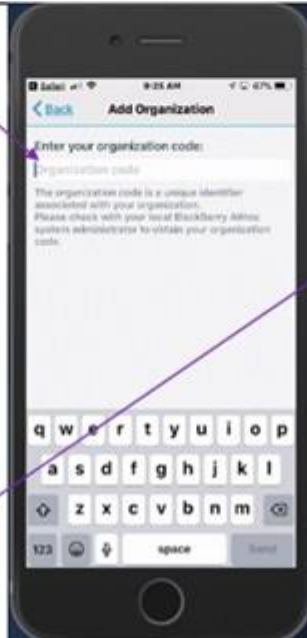 Safari 9:25 AM 67%
Back Add Organization
Enter your organization code:
Organization code
The organization code is a unique identifier
associated with your organization.
Please check with your local BlackBerry AtHoc
system administrator to obtain your organization
code.
q w e r t y u i o p
a s d f g h j k l
z x c v b n m
123 space Send